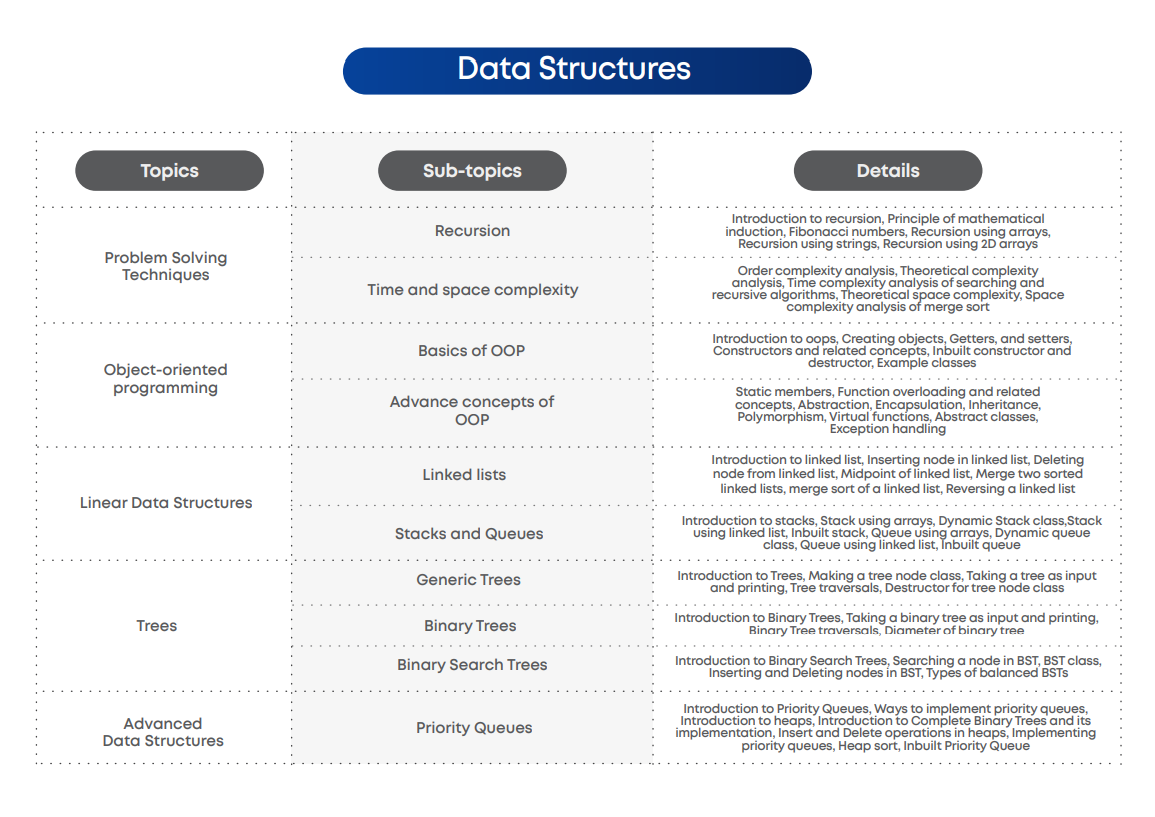 Data Structures
Topics
Sub-topics
Details
Problem Solving
Techniques
Recursion
Introduction to recursion, Principle of mathematical
induction, Fibonacci numbers, Recursion using arrays,
Recursion using strings, Recursion using 2D arrays
Time and space complexity
Order complexity analysis, Theoretical complexity
analysis, Time complexity analysis of searching and
recursive algorithms, Theoretical space complexity, Space
complexity analysis of merge sort
Object-oriented
programming
Basics of OOP
Introduction to oops, Creating objects, Getters, and setters,
Constructors and related concepts, Inbuilt constructor and
destructor, Example classes
Advance concepts of
OOP
Static members, Function overloading and related
concepts, Abstraction, Encapsulation, Inheritance,
Polymorphism, Virtual functions, Abstract classes,
Exception handling
Linear Data Structures
Linked lists
Introduction to linked list, Inserting node in linked list, Deleting
node from linked list, Midpoint of linked list, Merge two sorted
linked lists, merge sort of a linked list, Reversing a linked list
Stacks and Queues
Introduction to stacks, Stack using arrays, Dynamic Stack class,Stack
using linked list, Inbuilt stack, Queue using arrays, Dynamic queue
class, Queue using linked list, Inbuilt queue
Trees
Generic Trees
Introduction to Trees, Making a tree node class, Taking a tree as input
and printing, Tree traversals, Destructor for tree node class
Binary Trees
Introduction to Binary Trees, Taking a binary tree as input and printing,
Binary Tree traversals, Diameter of binary tree
Binary Search Trees
Introduction to Binary Search Trees, Searching a node in BST, BST class,
Inserting and Deleting nodes in BST, Types of balanced BSTs
Advanced
Data Structures
Priority Queues
Introduction to Priority Queues, Ways to implement priority queues,
Introduction to heaps, Introduction to Complete Binary Trees and its
implementation, Insert and Delete operations in heaps, Implementing
priority queues, Heap sort, Inbuilt Priority Queue